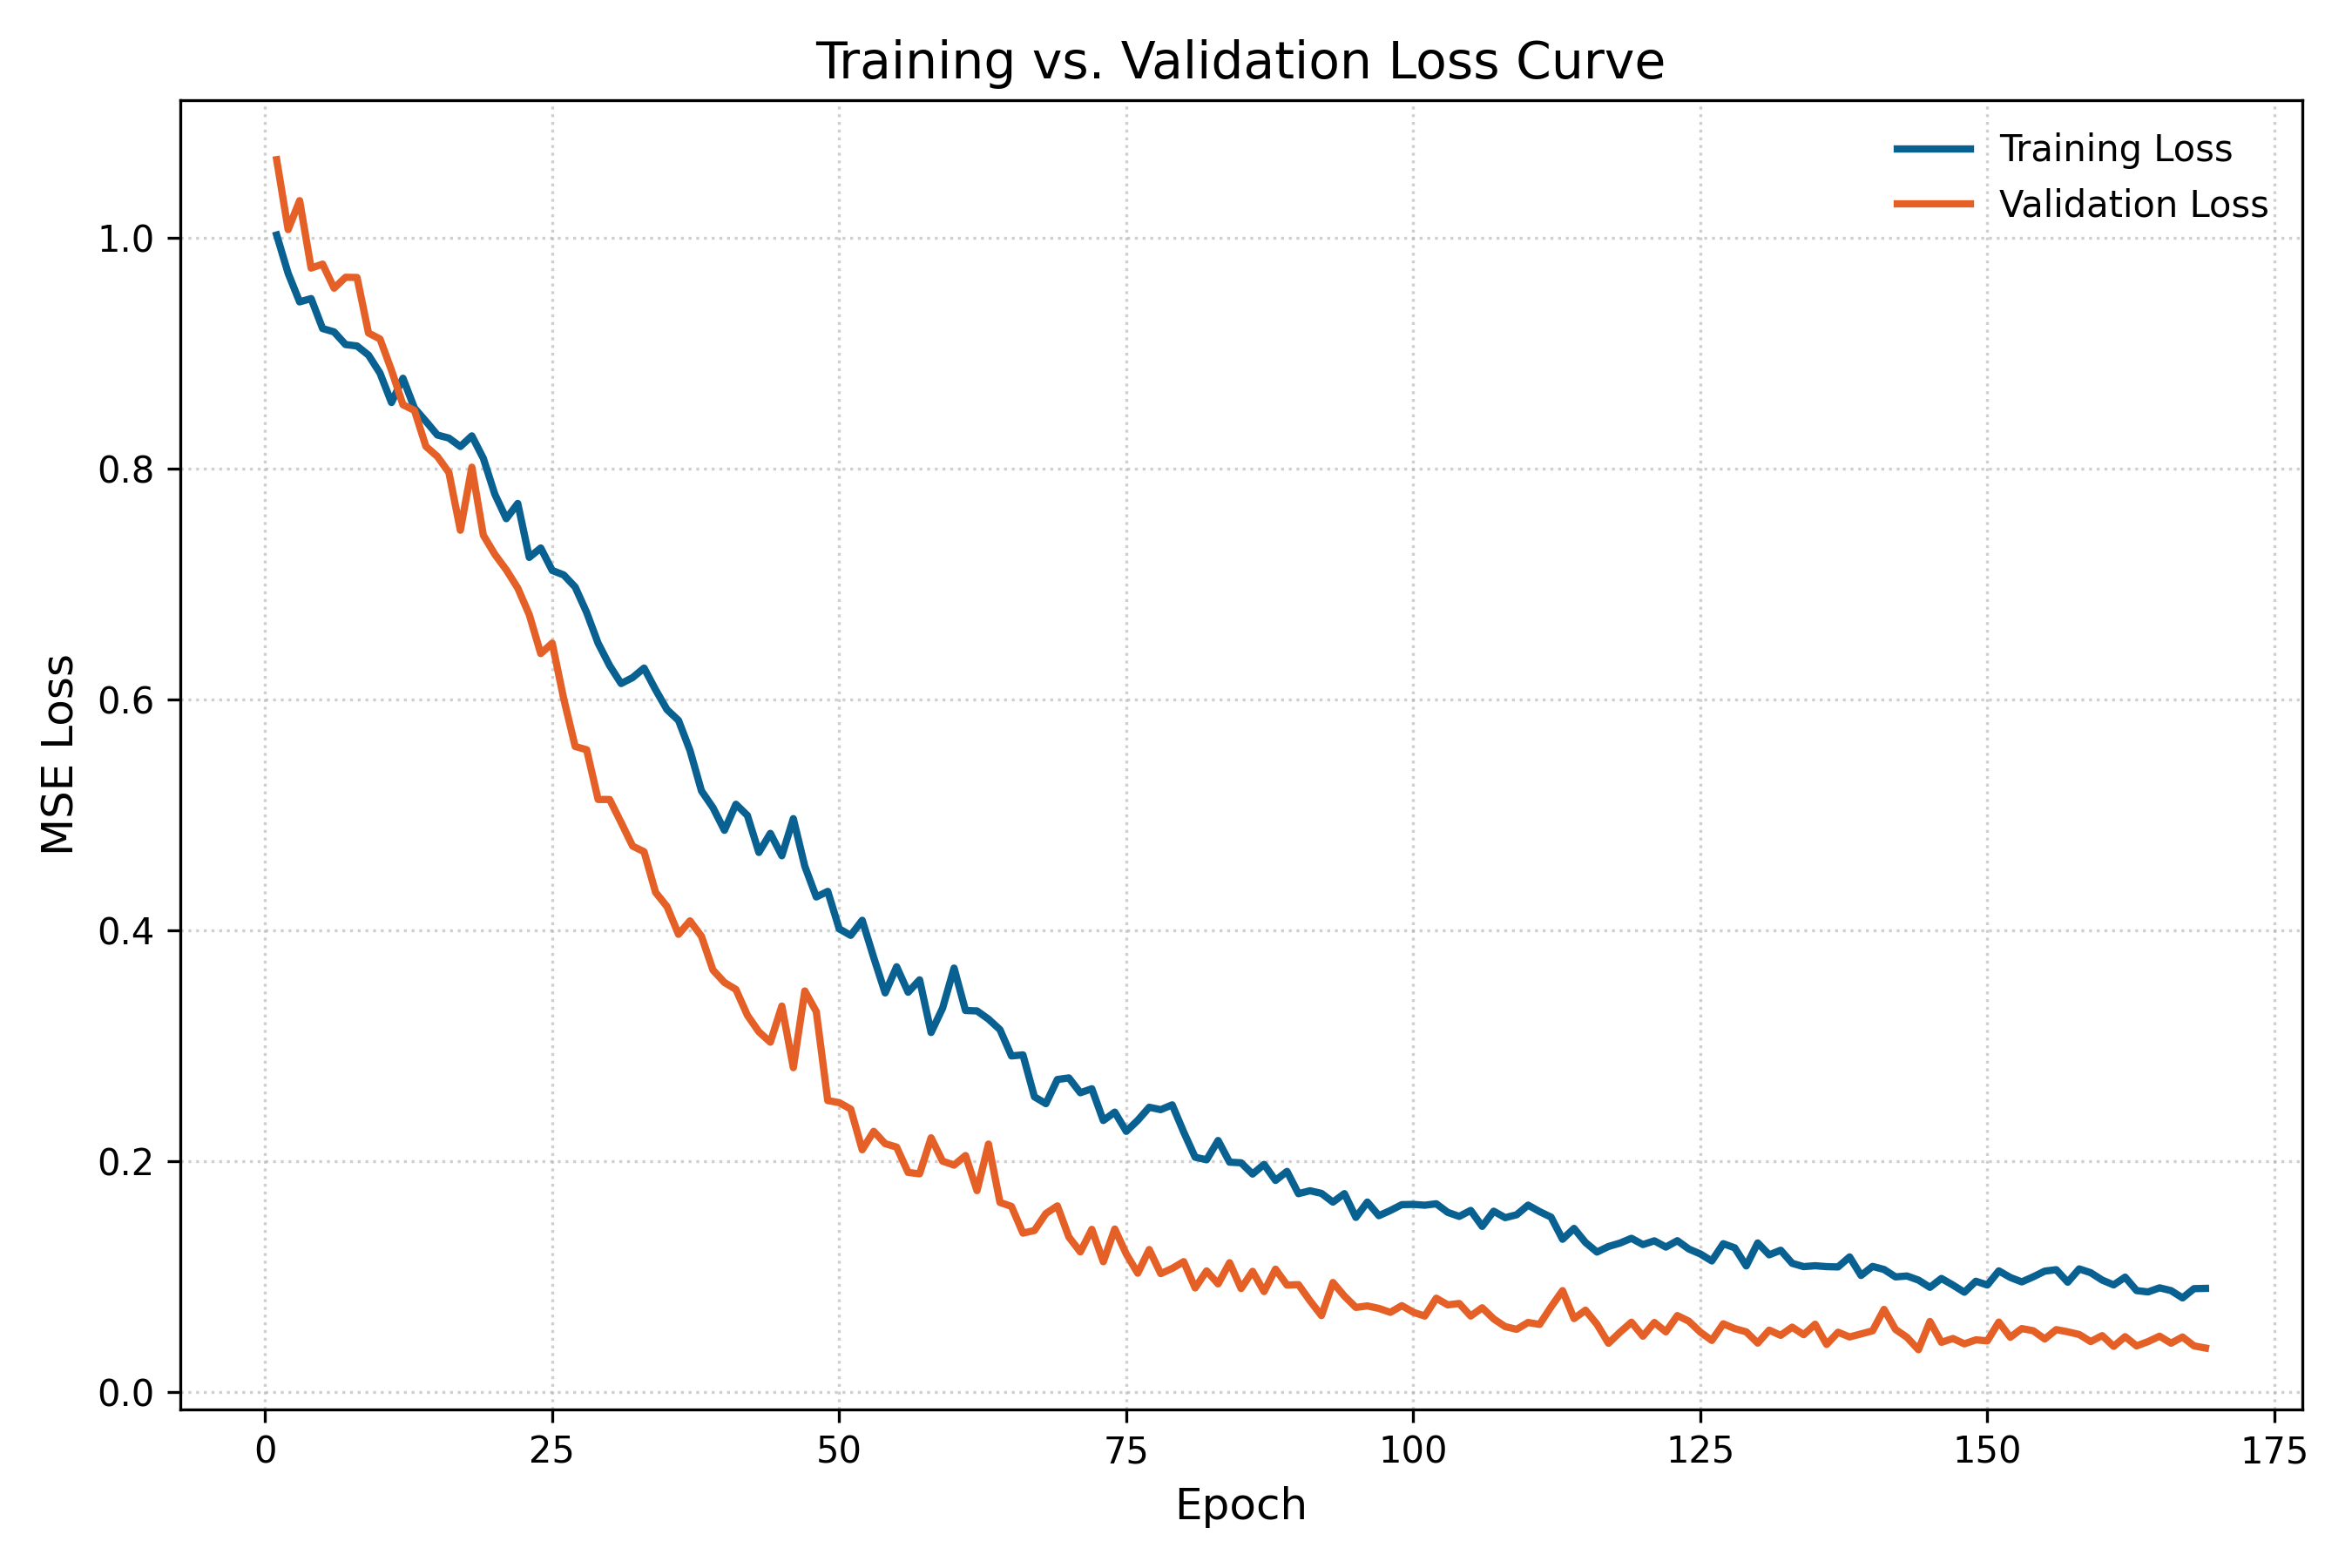 Training vs. Validation Loss Curve
Training Loss
Validation Loss
MSE Loss
1.0
0.8
0.6
0.4
0.2
0.0
0 25 50 75 100 125 150 175
Epoch